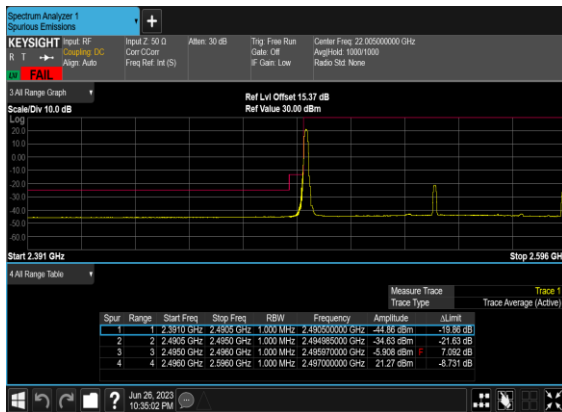 Spectrum Analyzer 1
Spurious Emissions
KEYSIGHT Input: RF Input Z: 50 Ω Atten: 30 dB Trig: Free Run Center Freq: 22.005000000 GHz
R T Coupling: DC Corr CCorr Gate: Off Avg|Hold: 1000/1000
Align: Auto Freq Ref: Int (S) IF Gain: Low Radio Std: None
FAIL
3 All Range Graph
Ref Lvl Offset 15.37 dB
Scale/Div 10.0 dB Ref Value 30.00 dBm
Log
20.0
10.0
0.00
-10.0
-20.0
-30.0
-40.0
-50.0
-60.0
Start 2.391 GHz Stop 2.596 GH
4 All Range Table
Measure Trace Trace 1
Trace Type Trace Average (Active)
Spur Range Start Freq Stop Freq RBW Frequency Amplitude ΔLimit
1 1 2.3910 GHz 2.4905 GHz 1.000 MHz 2.490500000 GHz -44.86 dBm -19.86 dB
2 2 2.4905 GHz 2.4950 GHz 1.000 MHz 2.494985000 GHz -34.63 dBm -21.63 dB
3 3 2.4950 GHz 2.4960 GHz 1.000 MHz 2.495970000 GHz -5.908 dBm F 7.092 dB
4 4 2.4960 GHz 2.5960 GHz 1.000 MHz 2.497000000 GHz 21.27 dBm -8.731 dB
Jun 26, 2023
10:35:02 PM